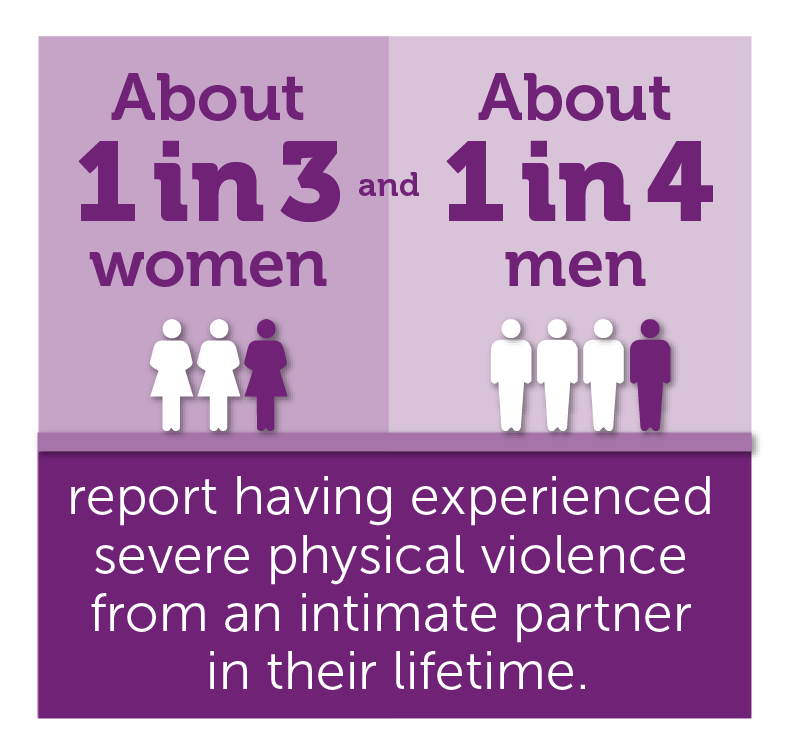 About
1 in 3
women
and
About
1 in 4
men
report having experienced
severe physical violence
from an intimate partner
in their lifetime.